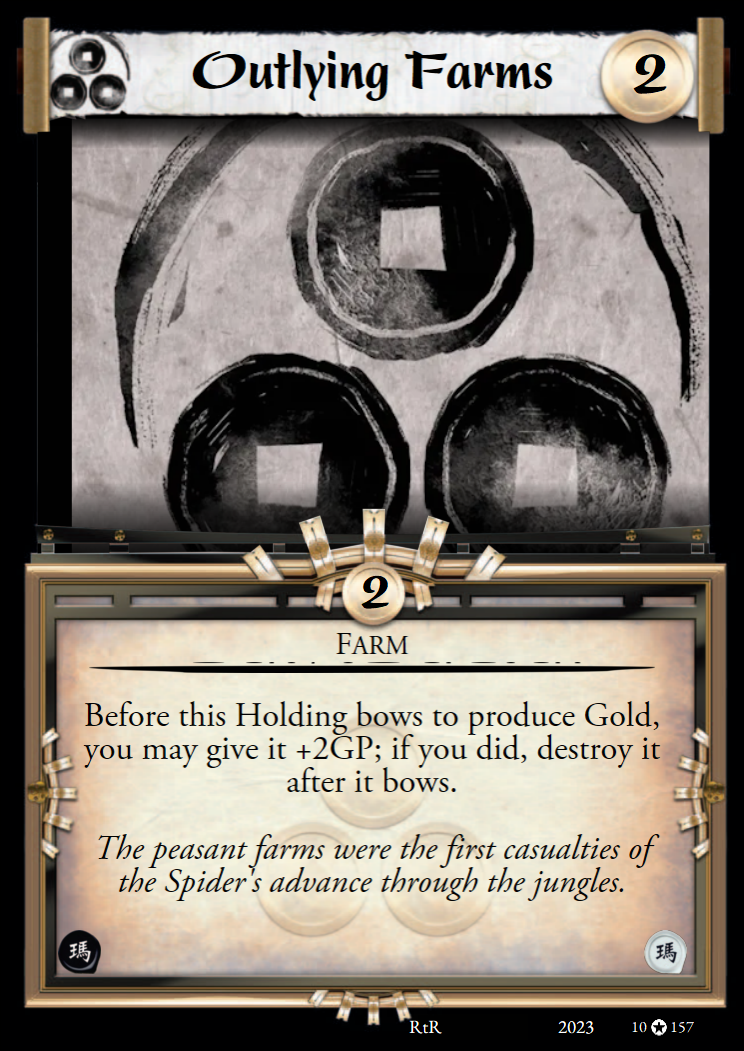 Outlying Farms 2
2
FARM
Before this Holding bows to produce Gold,
you may give it +2GP; if you did, destroy it
after it bows.
The peasant farms were the first casualties of
the Spider's advance through the jungles.
瑪 瑪
RtR 2023 10 ✪ 157